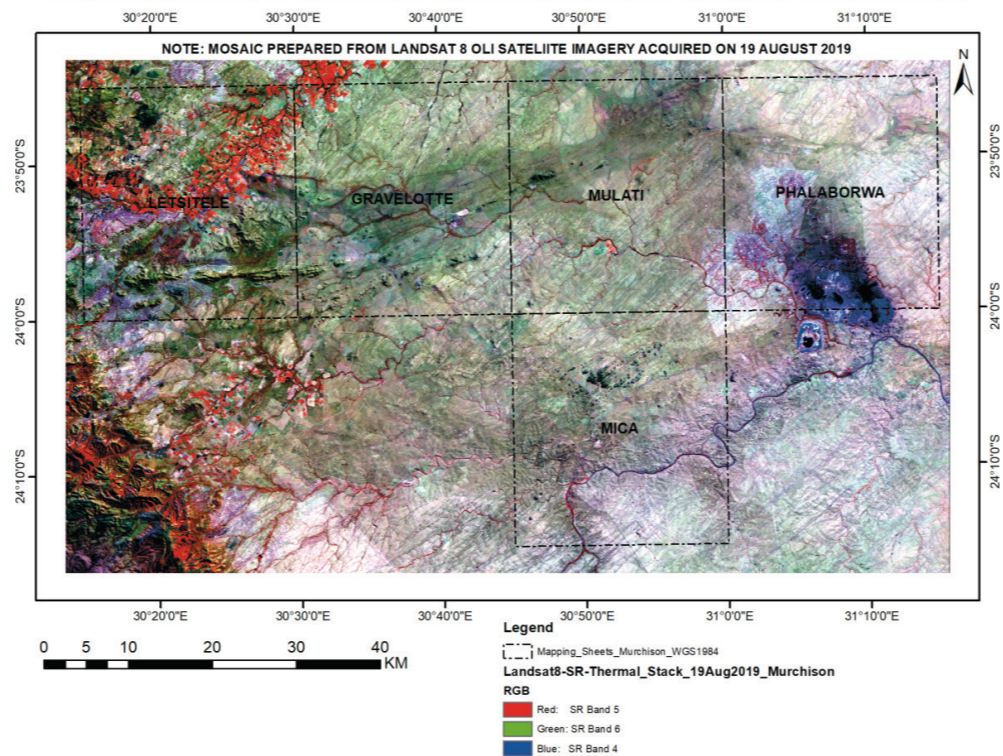 30°20'0"E 30°30'0"E 30°40'0"E 30°50'0"E 31°0'0"E 31°10'0"E
NOTE: MOSAIC PREPARED FROM LANDSAT 8 OLI SATELIITE IMAGERY ACQUIRED ON 19 AUGUST 2019
N
23°50'0"S 23°50'0"S
LETSITELE GRAVELOTTE MULATI PHALABORWA
24°0'0"S 24°0'0"S
MICA
24°10'0"S 24°10'0"S
30°20'0"E 30°30'0"E 30°40'0"E 30°50'0"E 31°0'0"E 31°10'0"E
0 5 10 20 30 40
KM
Legend
Mapping_Sheets_Murchison_WGS1984
Landsat8-SR-Thermal_Stack_19Aug2019_Murchison
RGB
Red: SR Band 5
Green: SR Band 6
Blue: SR Band 4